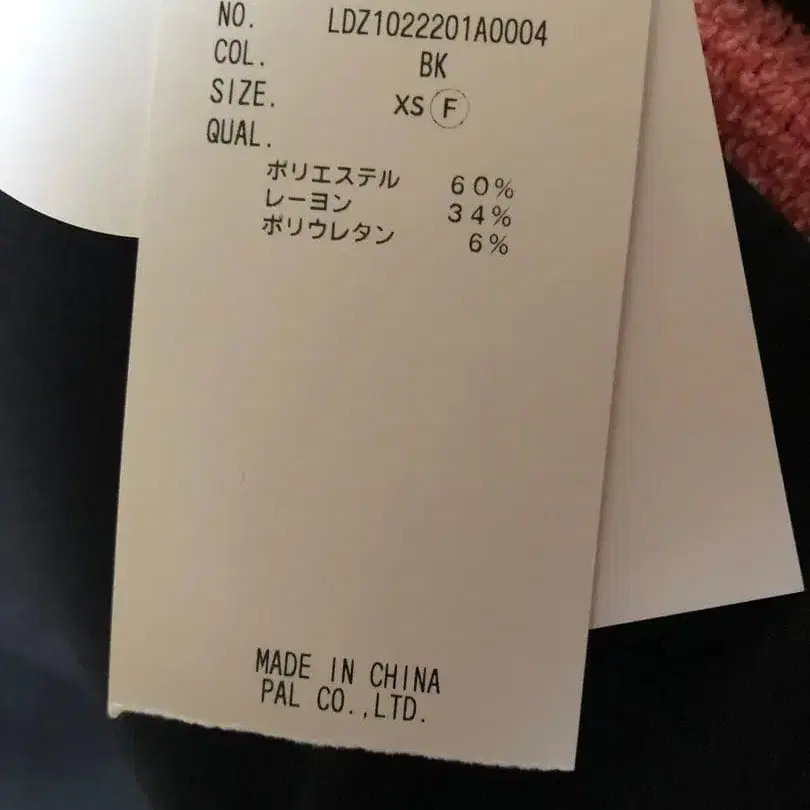 NO. LDZ1022201A0004
COL. BK
SIZE. XS F
QUAL.
ポリエステル 60%
レーヨン 34%
ポリウレタン 6%
MADE IN CHINA
PAL CO.,LTD.